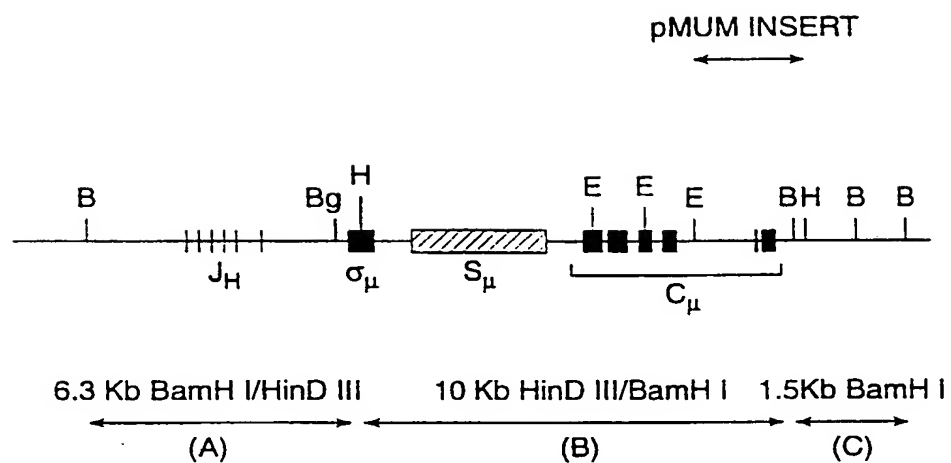 pMUM INSERT
B Bg H E E E B H B B
J_H σ_μ S_μ C_μ
6.3 Kb BamH I/HinD III 10 Kb HinD III/BamH I 1.5Kb BamH I
(A) (B) (C)